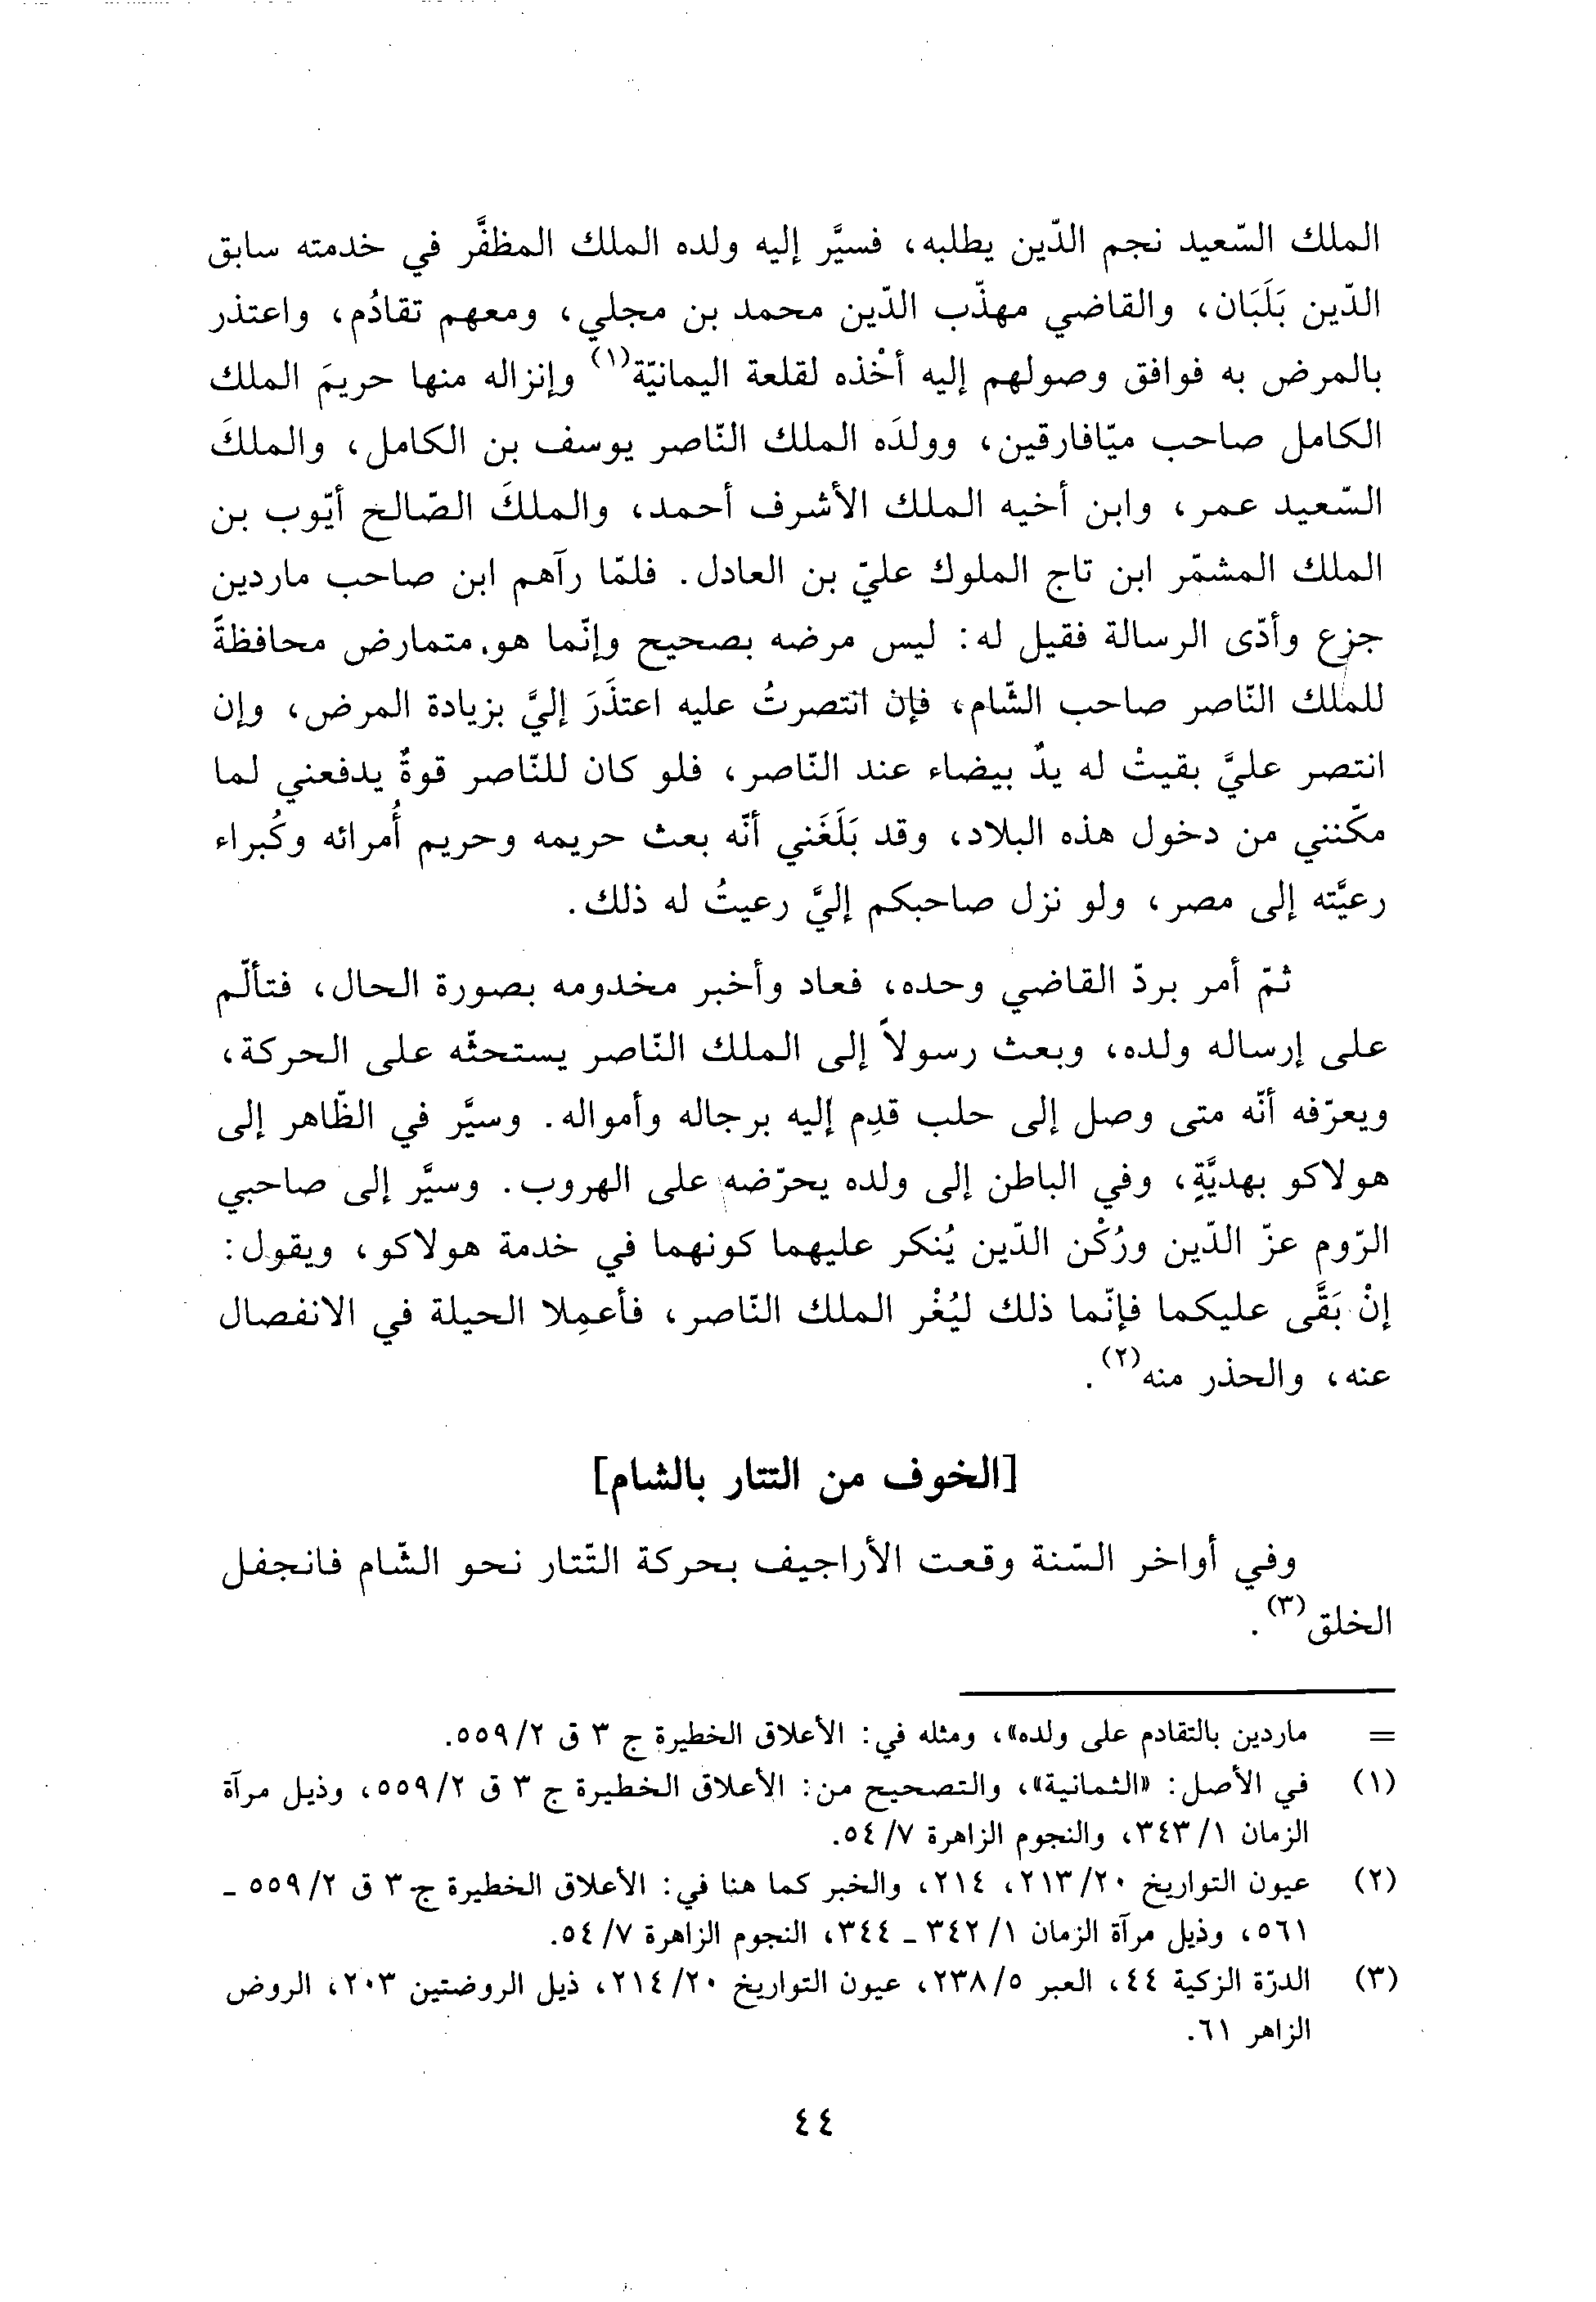 الملك السّعيد نجم الدّين يطلبه، فسيَّر إليه ولده الملك المظفَّر في خدمته سابق
الدّين بَلَبَان، والقاضي مهذّب الدّين محمد بن مجلي، ومعهم تقادُم، واعتذر
بالمرض به فوافق وصولهم إليه أخْذه لقلعة اليمانيّة(١) وإنزاله منها حريمَ الملك
الكامل صاحب ميّافارقين، وولدَه الملك النّاصر يوسف بن الكامل، والملكَ
السّعيد عمر، وابن أخيه الملك الأشرف أحمد، والملكَ الصّالح أيّوب بن
الملك المشمّر ابن تاج الملوك عليّ بن العادل. فلمّا رآهم ابن صاحب ماردين
جزع وأدّى الرسالة فقيل له: ليس مرضه بصحيح وإنّما هو متمارض محافظةً
للملك النّاصر صاحب الشّام، فإن انتصرتُ عليه اعتذَرَ إليَّ بزيادة المرض، وإن
انتصر عليَّ بقيتْ له يدٌ بيضاء عند النّاصر، فلو كان للنّاصر قوةٌ يدفعني لما
مكّنني من دخول هذه البلاد، وقد بَلَغَني أنّه بعث حريمه وحريم أُمرائه وكُبراء
رعيَّته إلى مصر، ولو نزل صاحبكم إليَّ رعيتُ له ذلك.
ثمّ أمر بردّ القاضي وحده، فعاد وأخبر مخدومه بصورة الحال، فتألّم
على إرساله ولده، وبعث رسولاً إلى الملك النّاصر يستحثّه على الحركة،
ويعرّفه أنّه متى وصل إلى حلب قدِم إليه برجاله وأمواله. وسيَّر في الظّاهر إلى
هولاكو بهديَّةٍ، وفي الباطن إلى ولده يحرّضه على الهروب. وسيَّر إلى صاحبي
الرّوم عزّ الدّين ورُكْن الدّين يُنكر عليهما كونهما في خدمة هولاكو، ويقول:
إنْ بَقَّى عليكما فإنّما ذلك ليُغْر الملك النّاصر، فأعمِلا الحيلة في الانفصال
عنه، والحذر منه(٢).
[الخوف من التتار بالشام]
وفي أواخر السّنة وقعت الأراجيف بحركة التّتار نحو الشّام فانجفل
الخلق(٣).
= ماردين بالتقادم على ولده»، ومثله في: الأعلاق الخطيرة ج ٣ ق ٢/٥٥٩.
(١) في الأصل: «الثمانية»، والتصحيح من: الأعلاق الخطيرة ج ٣ ق ٢/٥٥٩، وذيل مرآة
الزمان ١/٣٤٣، والنجوم الزاهرة ٧/٥٤.
(٢) عيون التواريخ ٢٠/٢١٣، ٢١٤، والخبر كما هنا في: الأعلاق الخطيرة ج٣ ق ٢/٥٥٩ ـ
٥٦١، وذيل مرآة الزمان ١/٣٤٢ ـ ٣٤٤، النجوم الزاهرة ٧/٥٤.
(٣) الدرّة الزكية ٤٤، العبر ٥/٢٣٨، عيون التواريخ ٢٠/٢١٤، ذيل الروضتين ٢٠٣، الروض
الزاهر ٦١.
٤٤